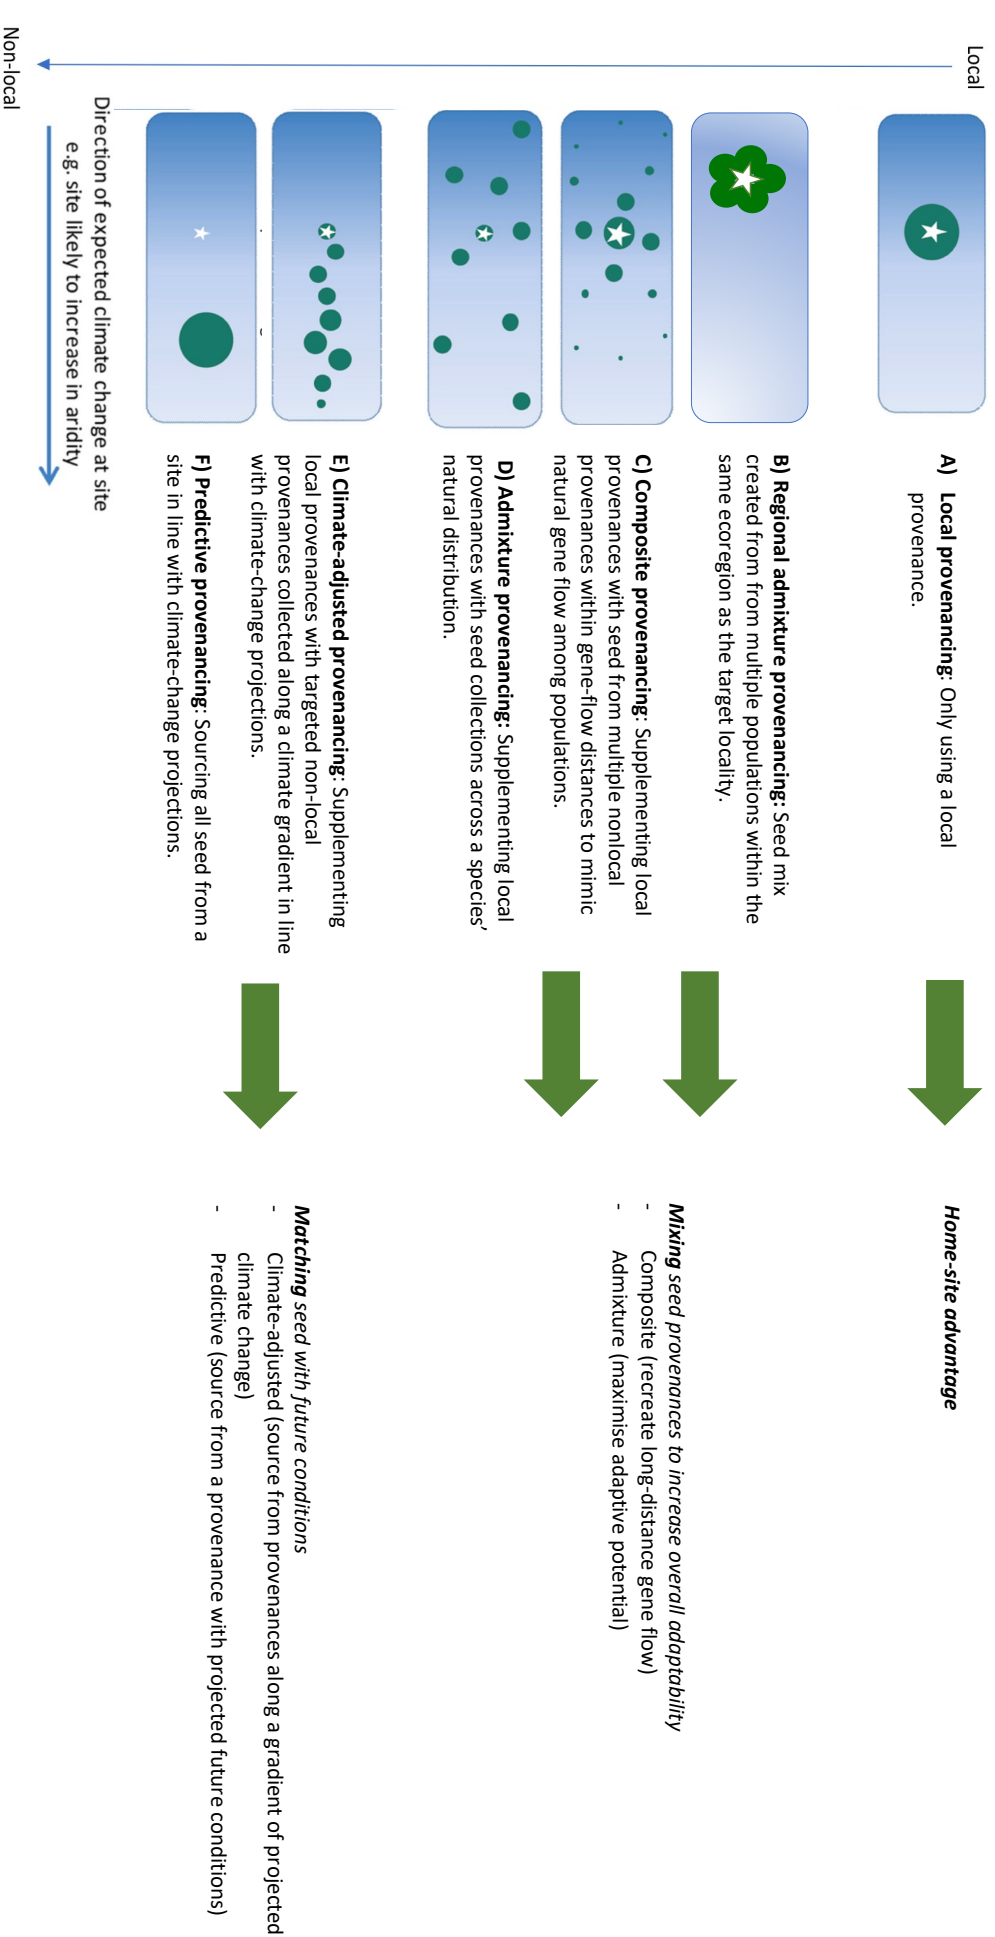 Local
A) Local provenancing: Only using a local
provenance.
Home-site advantage
B) Regional admixture provenancing: Seed mix
created from from multiple populations within the
same ecoregion as the target locality.
C) Composite provenancing: Supplementing local
provenances with seed from multiple nonlocal
provenances within gene-flow distances to mimic
natural gene flow among populations.
Mixing seed provenances to increase overall adaptability
- Composite (recreate long-distance gene flow)
- Admixture (maximise adaptive potential)
D) Admixture provenancing: Supplementing local
provenances with seed collections across a species’
natural distribution.
E) Climate-adjusted provenancing: Supplementing
local provenances with targeted non-local
provenances collected along a climate gradient in line
with climate-change projections.
Matching seed with future conditions
- Climate-adjusted (source from provenances along a gradient of projected
climate change)
- Predictive (source from a provenance with projected future conditions)
F) Predictive provenancing: Sourcing all seed from a
site in line with climate-change projections.
Non-local
Direction of expected climate change at site
e.g. site likely to increase in aridity